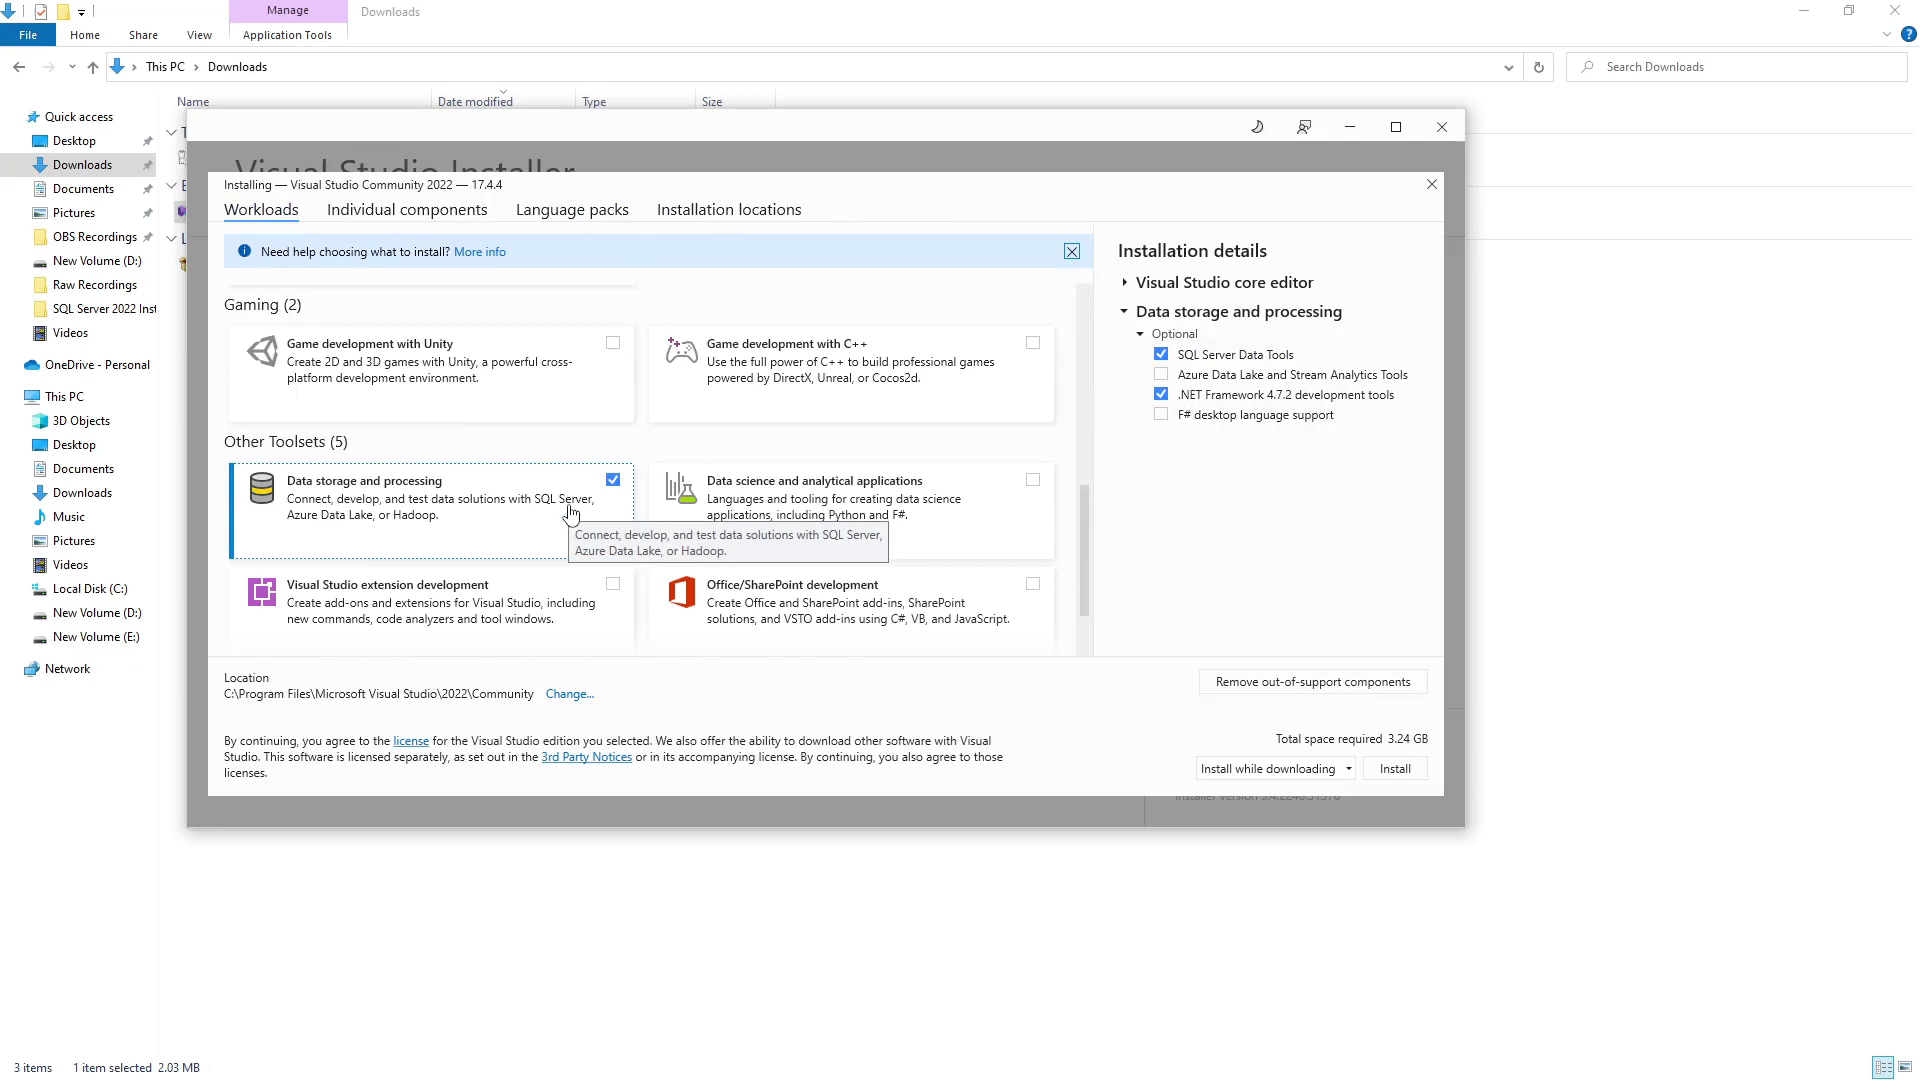 Manage
Downloads
File
Home
Share
View
Application Tools
This PC
Downloads
Search Downloads
Name
Date modified
Type
Size
Quick access
Desktop
Downloads
Documents
Pictures
OBS Recordings
New Volume (D:)
Raw Recordings
SQL Server 2022 Inst
Videos
OneDrive - Personal
This PC
3D Objects
Desktop
Documents
Downloads
Music
Pictures
Videos
Local Disk (C:)
New Volume (D:)
New Volume (E:)
Network
Visual Studio Installer
Installing — Visual Studio Community 2022 — 17.4.4
Workloads
Individual components
Language packs
Installation locations
Need help choosing what to install? More info
Gaming (2)
Game development with Unity
Create 2D and 3D games with Unity, a powerful cross-
platform development environment.
Game development with C++
Use the full power of C++ to build professional games
powered by DirectX, Unreal, or Cocos2d.
Other Toolsets (5)
Data storage and processing
Connect, develop, and test data solutions with SQL Server,
Azure Data Lake, or Hadoop.
Data science and analytical applications
Languages and tooling for creating data science
applications, including Python and F#.
Connect, develop, and test data solutions with SQL Server,
Azure Data Lake, or Hadoop.
Visual Studio extension development
Create add-ons and extensions for Visual Studio, including
new commands, code analyzers and tool windows.
Office/SharePoint development
Create Office and SharePoint add-ins, SharePoint
solutions, and VSTO add-ins using C#, VB, and JavaScript.
Installation details
Visual Studio core editor
Data storage and processing
Optional
SQL Server Data Tools
Azure Data Lake and Stream Analytics Tools
.NET Framework 4.7.2 development tools
F# desktop language support
Location
C:\Program Files\Microsoft Visual Studio\2022\Community Change...
Remove out-of-support components
By continuing, you agree to the license for the Visual Studio edition you selected. We also offer the ability to download other software with Visual
Studio. This software is licensed separately, as set out in the 3rd Party Notices or in its accompanying license. By continuing, you also agree to those
licenses.
Total space required 3.24 GB
Install while downloading
Install
3 items
1 item selected 2.03 MB